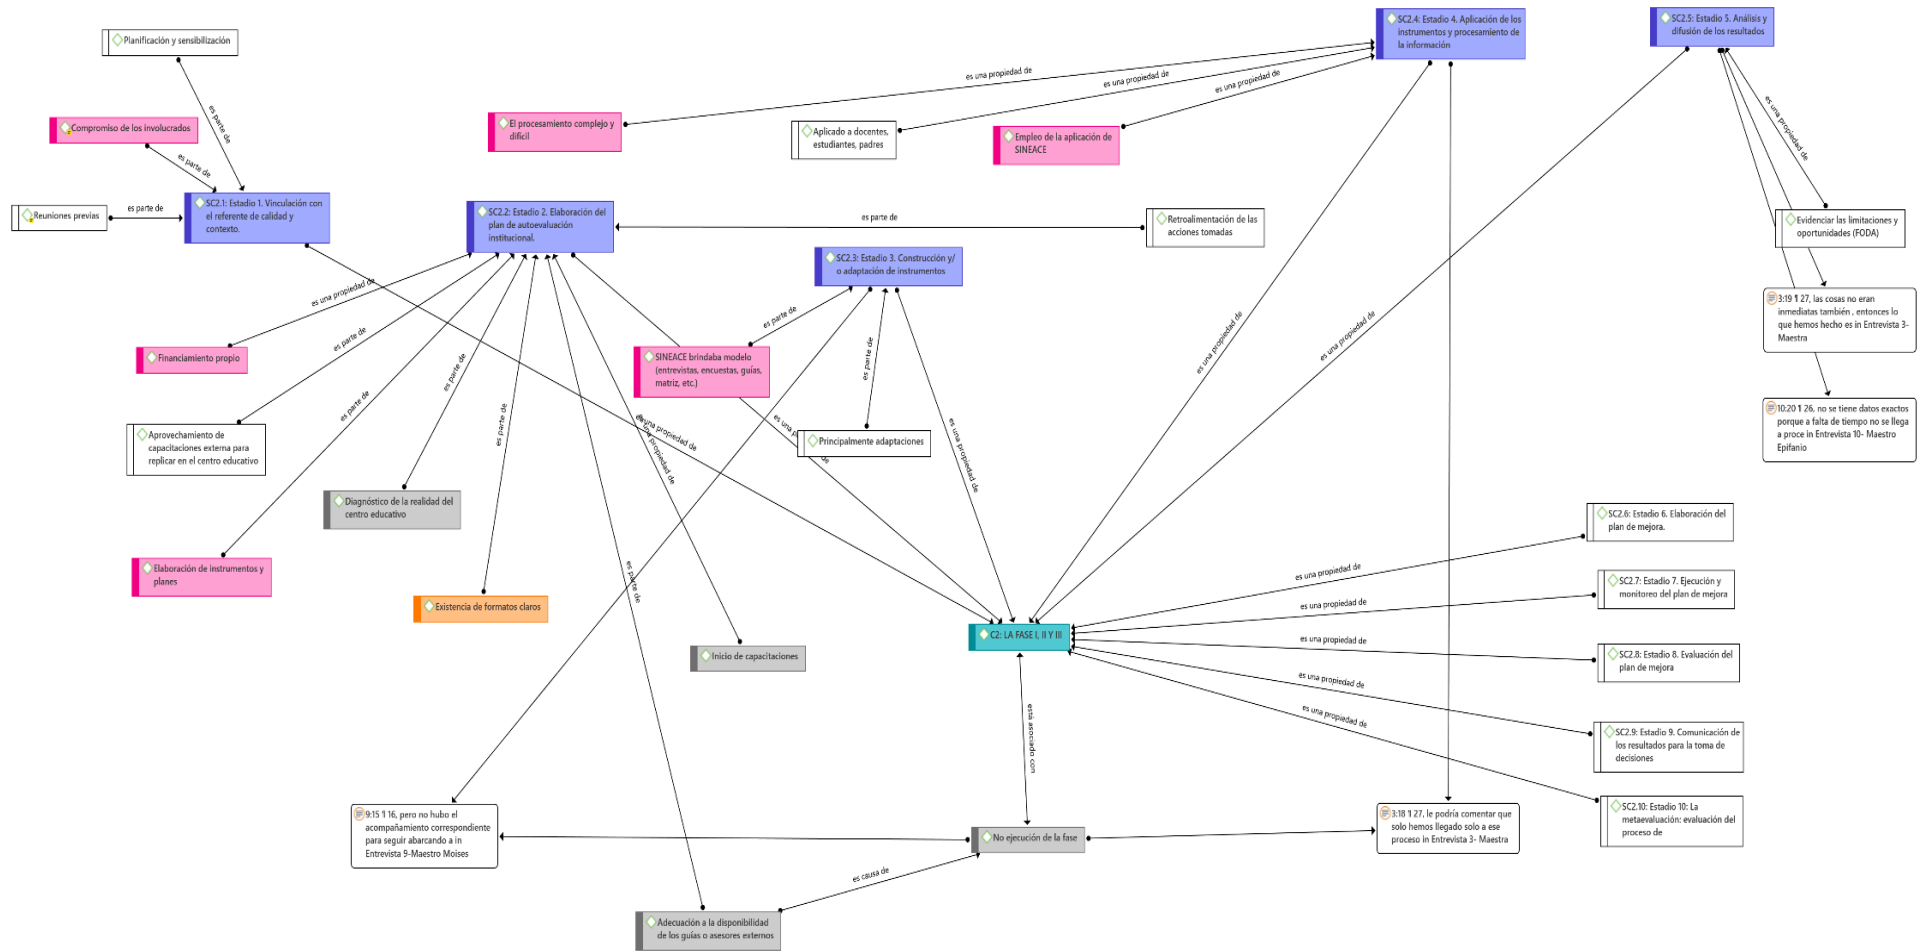 Planificación y sensibilización
es parte de
Compromiso de los involucrados
es parte de
Reuniones previas
es parte de
SC2.1: Estadio 1. Vinculación con
el referente de calidad y
contexto.
SC2.2: Estadio 2. Elaboración del
plan de autoevaluación
institucional.
es parte de
Retroalimentación de las
acciones tomadas
SC2.3: Estadio 3. Construcción y/
o adaptación de instrumentos
SC2.4: Estadio 4. Aplicación de los
instrumentos y procesamiento de
la información
es una propiedad de
es una propiedad de
es una propiedad de
El procesamiento complejo y
difícil
Aplicado a docentes,
estudiantes, padres
Empleo de la aplicación de
SINEACE
SC2.5: Estadio 5. Análisis y
difusión de los resultados
es una propiedad de
Evidenciar las limitaciones y
oportunidades (FODA)
3:19 ¶ 27, las cosas no eran
inmediatas también , entonces lo
que hemos hecho es in Entrevista 3-
Maestra
10:20 ¶ 26, no se tiene datos exactos
porque a falta de tiempo no se llega
a proce in Entrevista 10- Maestro
Epifanio
es una propiedad de
Financiamiento propio
es parte de
Aprovechamiento de
capacitaciones externa para
replicar en el centro educativo
es parte de
Elaboración de instrumentos y
planes
es parte de
Diagnóstico de la realidad del
centro educativo
es parte de
Existencia de formatos claros
es una propiedad de
Inicio de capacitaciones
es parte de
SINEACE brindaba modelo
(entrevistas, encuestas, guías,
matriz, etc.)
es parte de
es parte de
Principalmente adaptaciones
es una propiedad de
es una propiedad de
es una propiedad de
es una p
de
es una propiedad de
C2: LA FASE I, II Y III
SC2.6: Estadio 6. Elaboración del
plan de mejora.
es una propiedad de
SC2.7: Estadio 7. Ejecución y
monitoreo del plan de mejora
es una propiedad de
SC2.8: Estadio 8. Evaluación del
plan de mejora
es una propiedad de
SC2.9: Estadio 9. Comunicación de
los resultados para la toma de
decisiones
es una propiedad de
SC2.10: Estadio 10: La
metaevaluación: evaluación del
proceso de
es una propiedad de
está asociado con
9:15 ¶ 16, pero no hubo el
acompañamiento correspondiente
para seguir abarcando a in
Entrevista 9-Maestro Moises
No ejecución de la fase
3:18 ¶ 27, le podría comentar que
solo hemos llegado solo a ese
proceso in Entrevista 3- Maestra
es causa de
Adecuación a la disponibilidad
de los guías o asesores externos